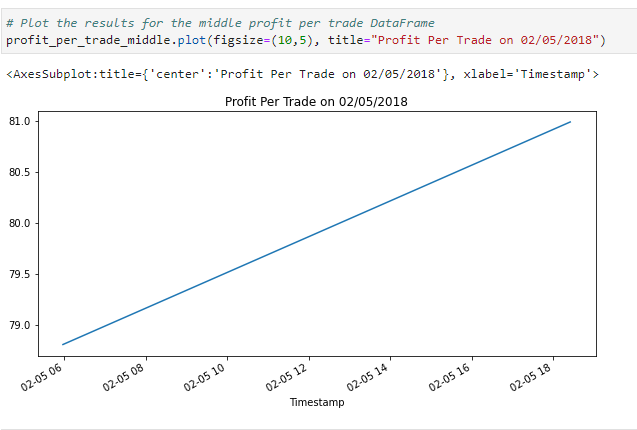 # Plot the results for the middle profit per trade DataFrame
profit_per_trade_middle.plot(figsize=(10,5), title="Profit Per Trade on 02/05/2018")
<AxesSubplot:title={'center':'Profit Per Trade on 02/05/2018'}, xlabel='Timestamp'>
Profit Per Trade on 02/05/2018
81.0
80.5
80.0
79.5
79.0
02-05 06
02-05 08
02-05 10
02-05 12
02-05 14
02-05 16
02-05 18
Timestamp